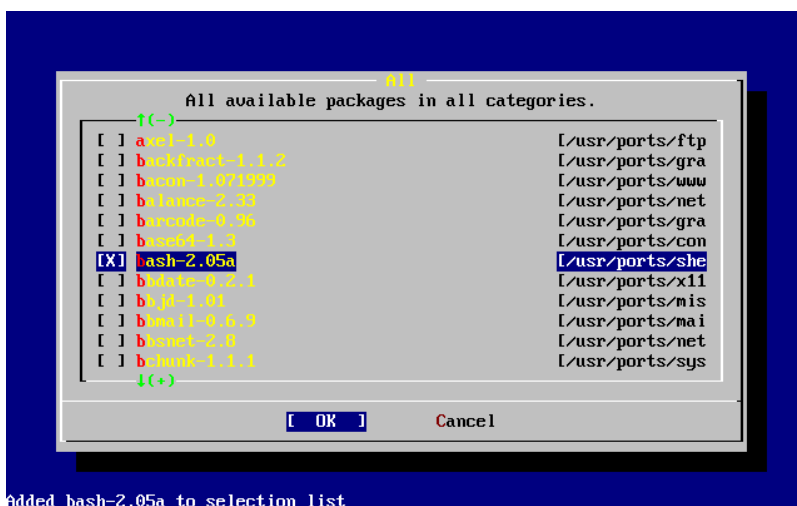 All
All available packages in all categories.
↑(-)
[ ] axel-1.0 [/usr/ports/ftp
[ ] backfract-1.1.2 [/usr/ports/gra
[ ] bacon-1.071999 [/usr/ports/www
[ ] balance-2.33 [/usr/ports/net
[ ] barcode-0.96 [/usr/ports/gra
[ ] base64-1.3 [/usr/ports/con
[X] bash-2.05a [/usr/ports/she
[ ] bbdate-0.2.1 [/usr/ports/x11
[ ] bbjd-1.01 [/usr/ports/mis
[ ] bbmail-0.6.9 [/usr/ports/mai
[ ] bbsnet-2.8 [/usr/ports/net
[ ] bchunk-1.1.1 [/usr/ports/sys
↓(+)
[ OK ] Cancel
Added bash-2.05a to selection list